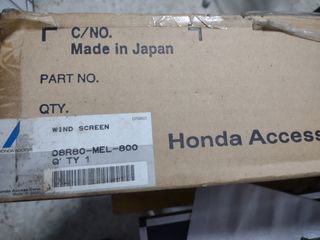 C/NO.
Made in Japan
PART NO.
QTY.
WIND SCREEN
08R80-MEL-800
Q'TY 1
Honda Access